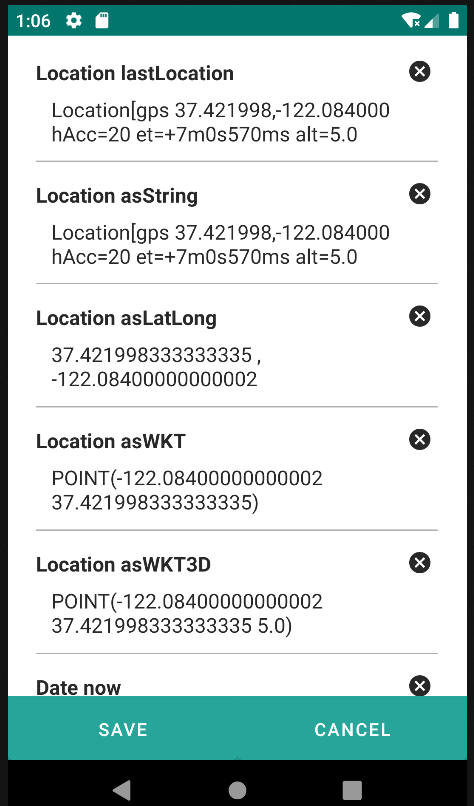 1:06
Location lastLocation
Location[gps 37.421998,-122.084000
hAcc=20 et=+7m0s570ms alt=5.0
Location asString
Location[gps 37.421998,-122.084000
hAcc=20 et=+7m0s570ms alt=5.0
Location asLatLong
37.421998333333335 ,
-122.08400000000002
Location asWKT
POINT(-122.08400000000002
37.421998333333335)
Location asWKT3D
POINT(-122.08400000000002
37.421998333333335 5.0)
Date now
SAVE CANCEL